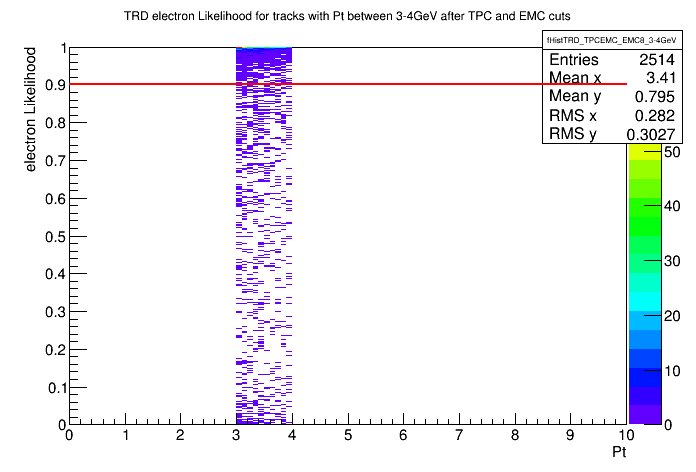 TRD electron Likelihood for tracks with Pt between 3-4GeV after TPC and EMC cuts
fHistTRD_TPCEMC_EMC8_3-4GeV
Entries 2514
Mean x 3.41
Mean y 0.795
RMS x 0.282
RMS y 0.3027
electron Likelihood
1
0.9
0.8
0.7
0.6
0.5
0.4
0.3
0.2
0.1
0
0 1 2 3 4 5 6 7 8 9 10
Pt
50
40
30
20
10
0